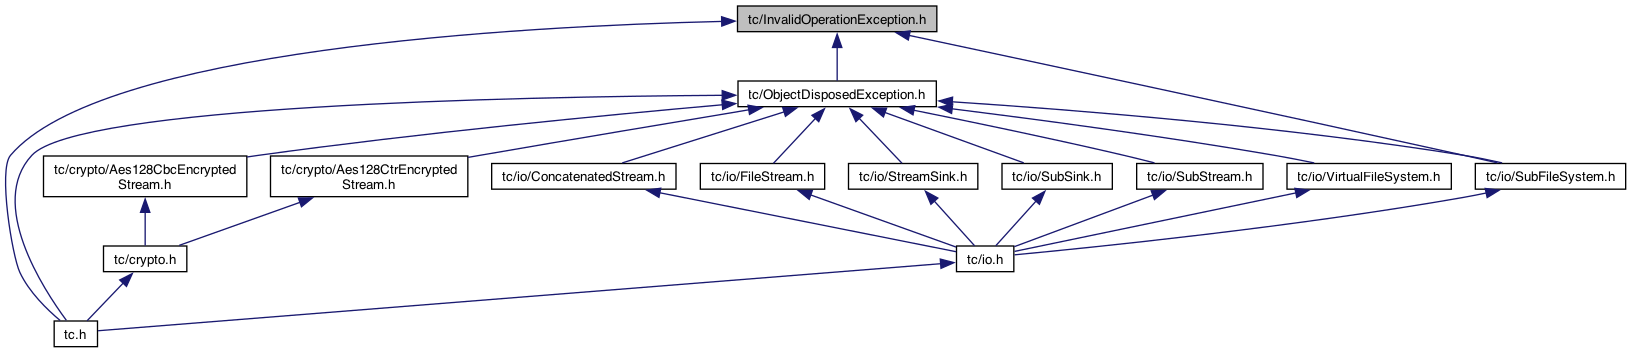 tc/InvalidOperationException.h
tc/ObjectDisposedException.h
tc/crypto/Aes128CbcEncrypted
Stream.h
tc/crypto/Aes128CtrEncrypted
Stream.h
tc/io/ConcatenatedStream.h
tc/io/FileStream.h
tc/io/StreamSink.h
tc/io/SubSink.h
tc/io/SubStream.h
tc/io/VirtualFileSystem.h
tc/io/SubFileSystem.h
tc/crypto.h
tc/io.h
tc.h